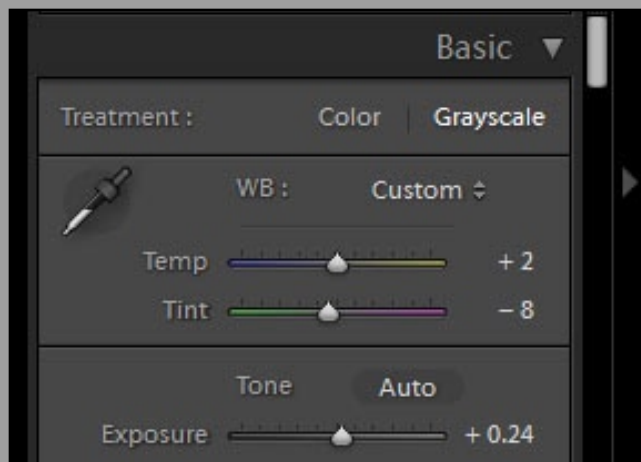 Basic
Treatment : Color Grayscale
WB : Custom
Temp + 2
Tint − 8
Tone Auto
Exposure + 0.24